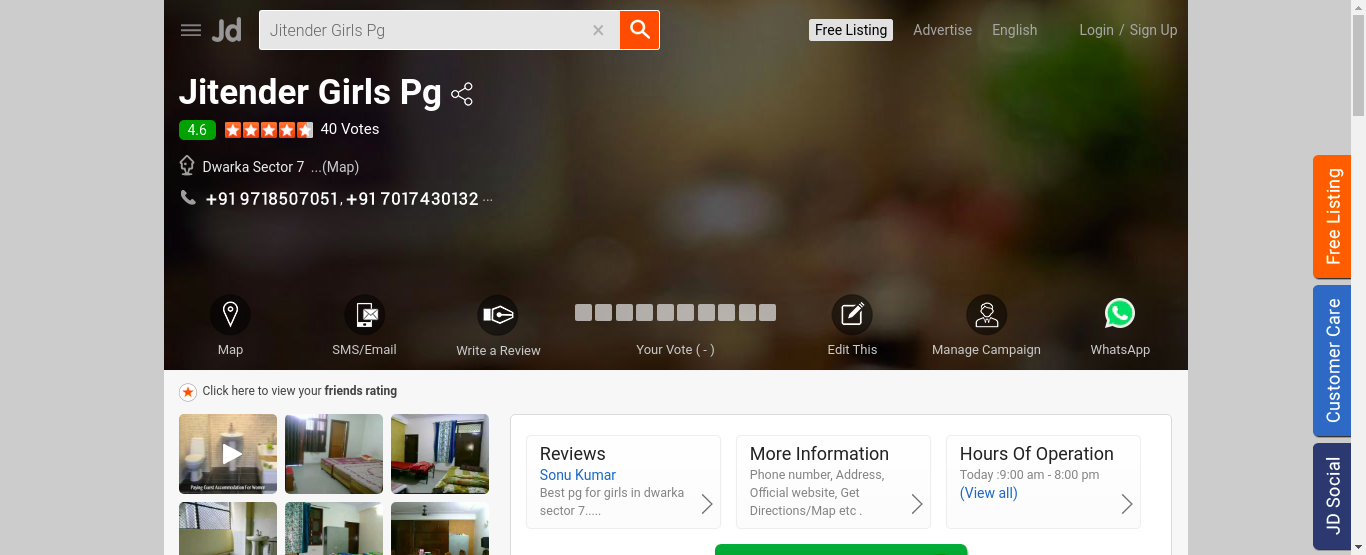 Jd
Jitender Girls Pg
Free Listing
Advertise
English
Login / Sign Up
Jitender Girls Pg
4.6
40 Votes
Dwarka Sector 7 ...(Map)
+91 9718507051, +91 7017430132 ...
Map
SMS/Email
Write a Review
Your Vote ( - )
Edit This
Manage Campaign
WhatsApp
Click here to view your friends rating
Paying Guest Accommodation For Women
Reviews
Sonu Kumar
Best pg for girls in dwarka
sector 7.....
More Information
Phone number, Address,
Official website, Get
Directions/Map etc .
Hours Of Operation
Today :9:00 am - 8:00 pm
(View all)
Free Listing
Customer Care
JD Social